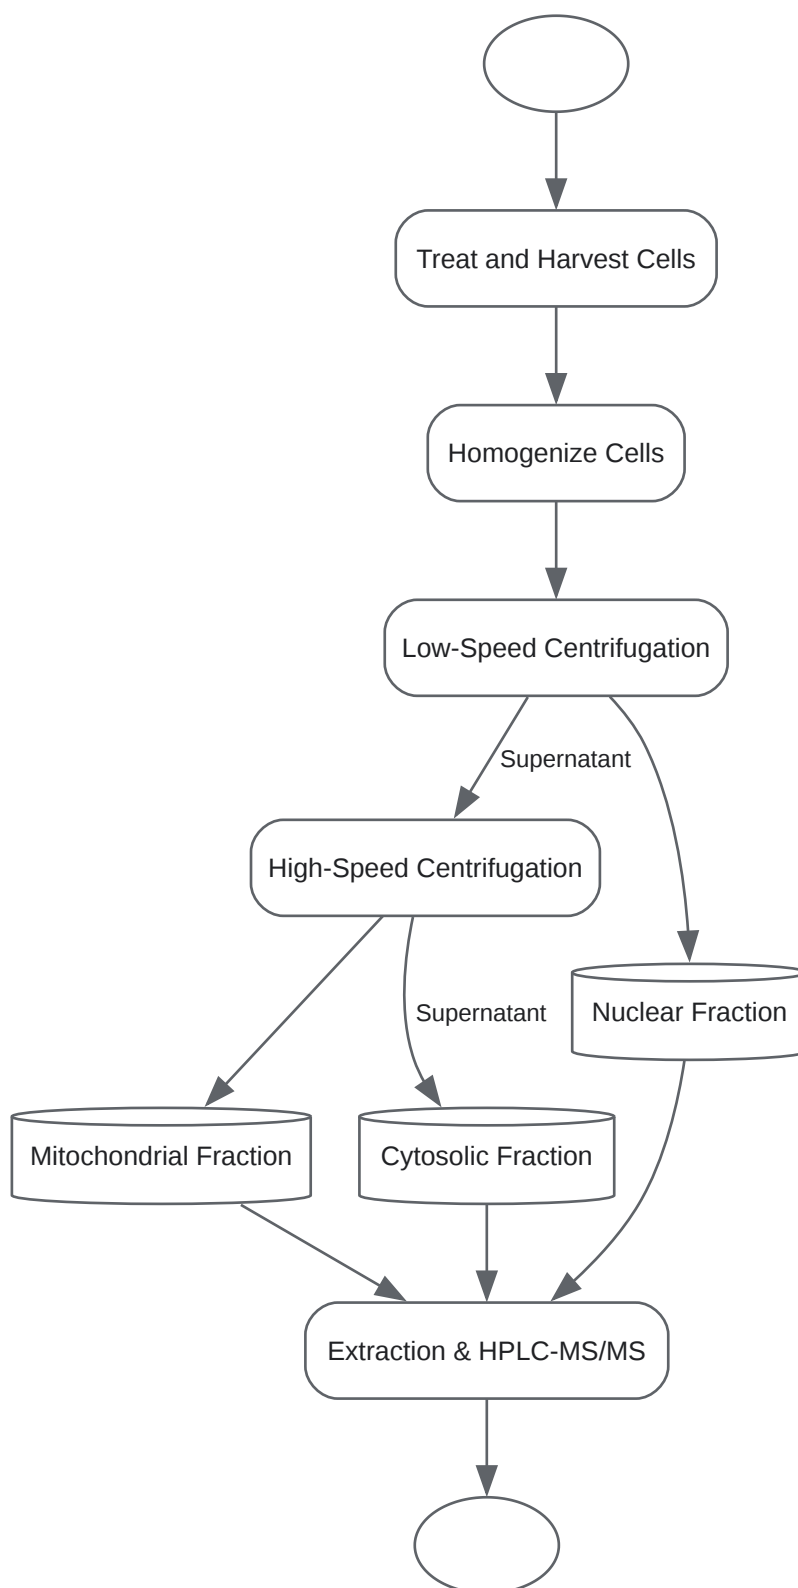 Treat and Harvest Cells
Homogenize Cells
Low-Speed Centrifugation
Supernatant
High-Speed Centrifugation
Supernatant
Nuclear Fraction
Mitochondrial Fraction
Cytosolic Fraction
Extraction & HPLC-MS/MS